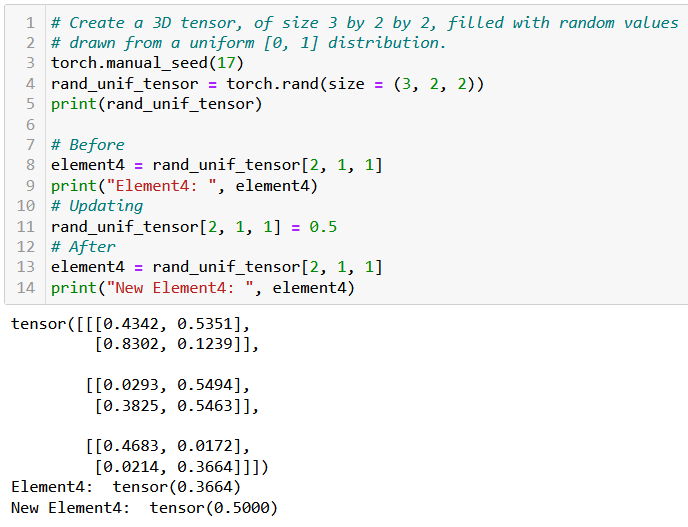 1 # Create a 3D tensor, of size 3 by 2 by 2, filled with random values
2 # drawn from a uniform [0, 1] distribution.
3 torch.manual_seed(17)
4 rand_unif_tensor = torch.rand(size = (3, 2, 2))
5 print(rand_unif_tensor)
6
7 # Before
8 element4 = rand_unif_tensor[2, 1, 1]
9 print("Element4: ", element4)
10 # Updating
11 rand_unif_tensor[2, 1, 1] = 0.5
12 # After
13 element4 = rand_unif_tensor[2, 1, 1]
14 print("New Element4: ", element4)
tensor([[[0.4342, 0.5351],
         [0.8302, 0.1239]],

        [[0.0293, 0.5494],
         [0.3825, 0.5463]],

        [[0.4683, 0.0172],
         [0.0214, 0.3664]]])
Element4:  tensor(0.3664)
New Element4:  tensor(0.5000)